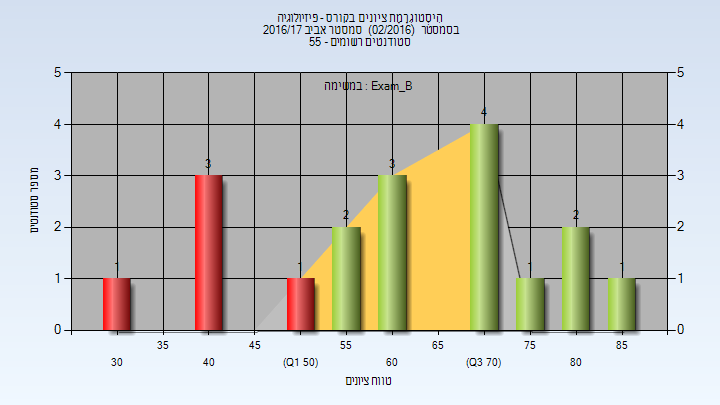 היסטוגרמת ציונים בקורס - פיזיולוגיה
בסמסטר (02/2016) סמסטר אביב 2016/17
סטודנטים רשומים - 55
במשימה : Exam_B
מספר סטודנטים
5 5
4 4
3 3
2 2
1 1
0 0
1 3 1 2 3 4 1 2 1
35 45 55 65 75 85
30 40 (Q1 50) 60 (Q3 70) 80
טווח ציונים